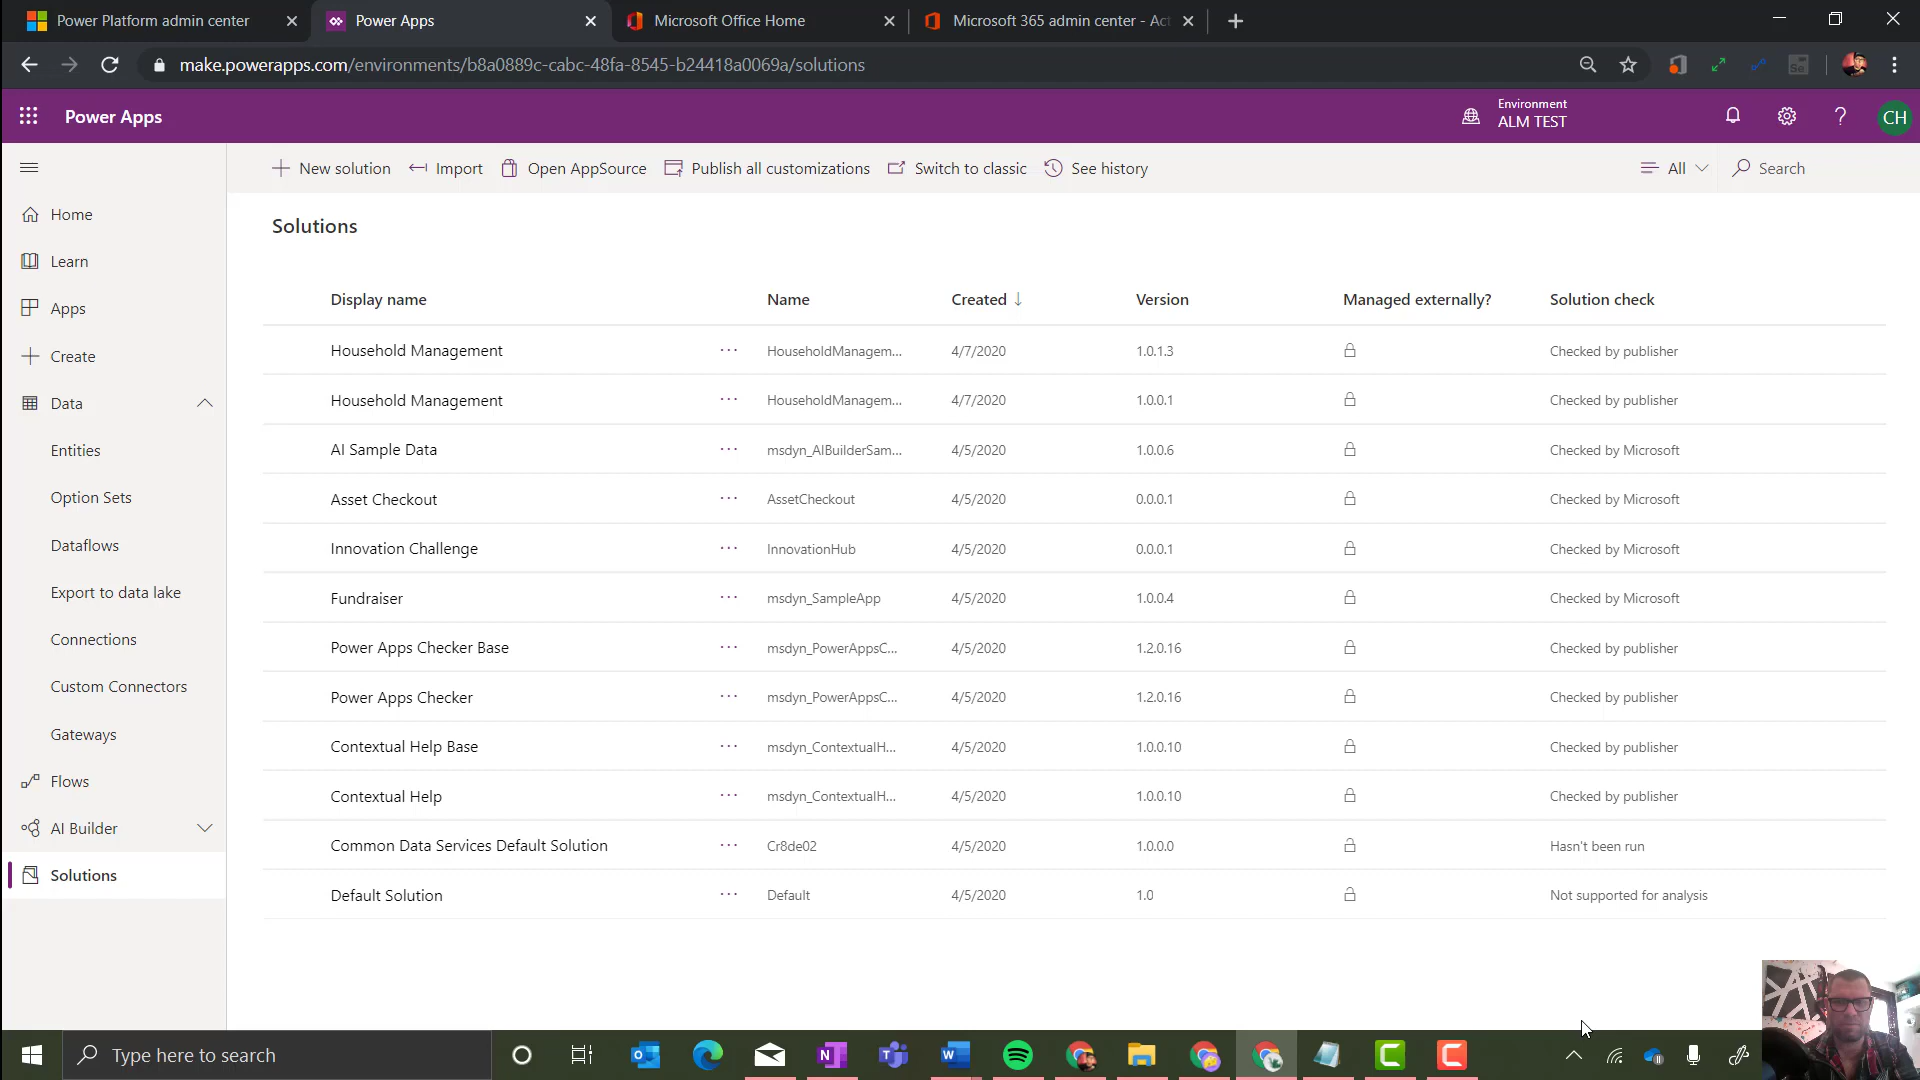 Power Platform admin center
Power Apps
Microsoft Office Home
Microsoft 365 admin center - Act
make.powerapps.com/environments/b8a0889c-cabc-48fa-8545-b24418a0069a/solutions
Power Apps
Environment
ALM TEST
CH
New solution
Import
Open AppSource
Publish all customizations
Switch to classic
See history
All
Search
Home
Learn
Apps
Create
Data
Entities
Option Sets
Dataflows
Export to data lake
Connections
Custom Connectors
Gateways
Flows
AI Builder
Solutions
Solutions
Display name Name Created Version Managed externally? Solution check
Household Management ··· HouseholdManagem... 4/7/2020 1.0.1.3 Checked by publisher
Household Management ··· HouseholdManagem... 4/7/2020 1.0.0.1 Checked by publisher
AI Sample Data ··· msdyn_AIBuilderSam... 4/5/2020 1.0.0.6 Checked by Microsoft
Asset Checkout ··· AssetCheckout 4/5/2020 0.0.0.1 Checked by Microsoft
Innovation Challenge ··· InnovationHub 4/5/2020 0.0.0.1 Checked by Microsoft
Fundraiser ··· msdyn_SampleApp 4/5/2020 1.0.0.4 Checked by Microsoft
Power Apps Checker Base ··· msdyn_PowerAppsC... 4/5/2020 1.2.0.16 Checked by publisher
Power Apps Checker ··· msdyn_PowerAppsC... 4/5/2020 1.2.0.16 Checked by publisher
Contextual Help Base ··· msdyn_ContextualH... 4/5/2020 1.0.0.10 Checked by publisher
Contextual Help ··· msdyn_ContextualH... 4/5/2020 1.0.0.10 Checked by publisher
Common Data Services Default Solution ··· Cr8de02 4/5/2020 1.0.0.0 Hasn't been run
Default Solution ··· Default 4/5/2020 1.0 Not supported for analysis
Type here to search